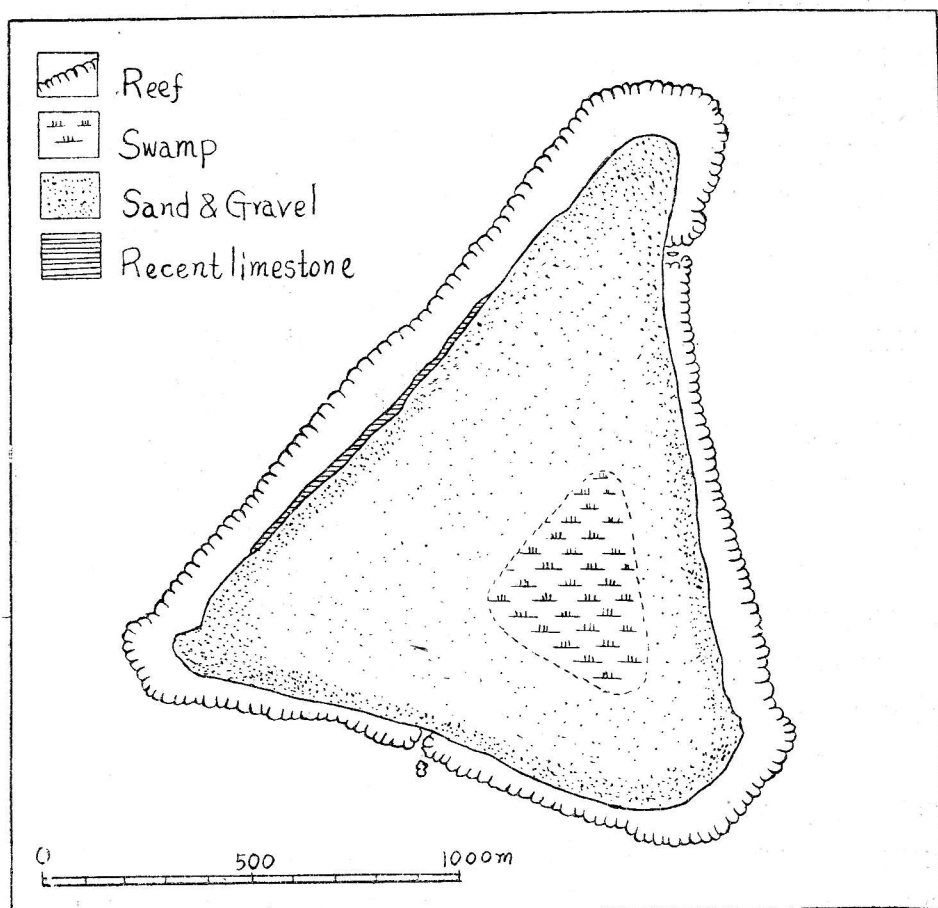 Reef
Swamp
Sand & Gravel
Recent limestone
0 500 1000m